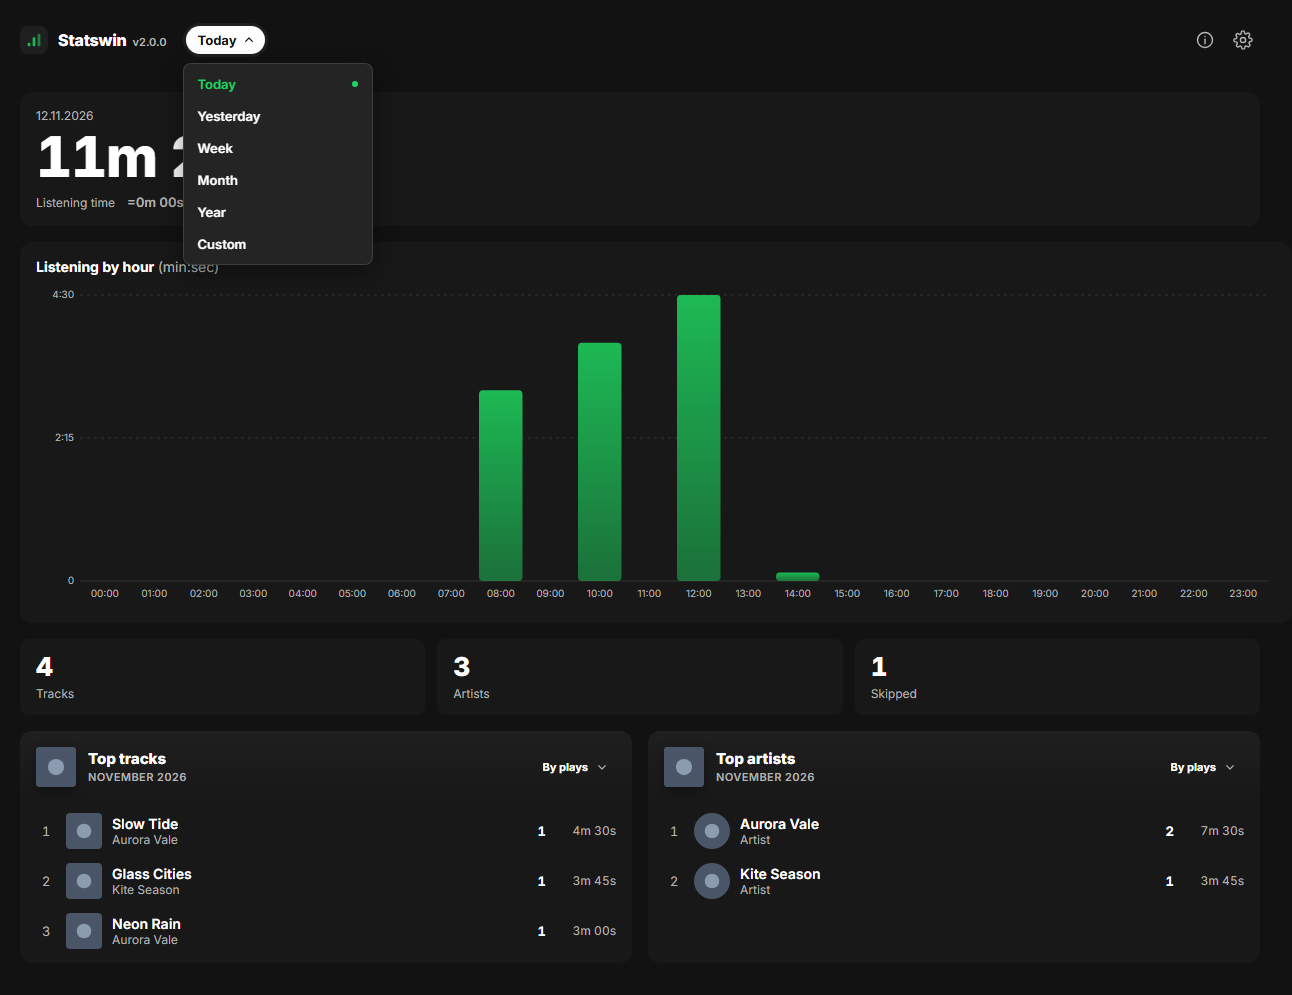 Statswin v2.0.0
Today
Today
Yesterday
Week
Month
Year
Custom
12.11.2026
11m
Listening time =0m 00s
Listening by hour (min:sec)
4:30
2:15
0
00:00 01:00 02:00 03:00 04:00 05:00 06:00 07:00 08:00 09:00 10:00 11:00 12:00 13:00 14:00 15:00 16:00 17:00 18:00 19:00 20:00 21:00 22:00 23:00
4
Tracks
3
Artists
1
Skipped
Top tracks
NOVEMBER 2026
By plays
1 Slow Tide 1 4m 30s
Aurora Vale
2 Glass Cities 1 3m 45s
Kite Season
3 Neon Rain 1 3m 00s
Aurora Vale
Top artists
NOVEMBER 2026
By plays
1 Aurora Vale 2 7m 30s
Artist
2 Kite Season 1 3m 45s
Artist